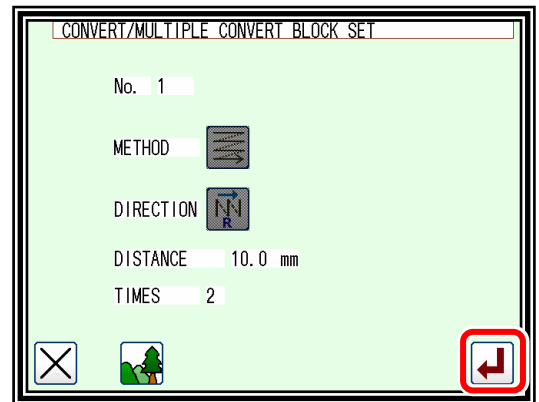 CONVERT/MULTIPLE CONVERT BLOCK SET
No. 1
METHOD
DIRECTION R
DISTANCE 10.0 mm
TIMES 2